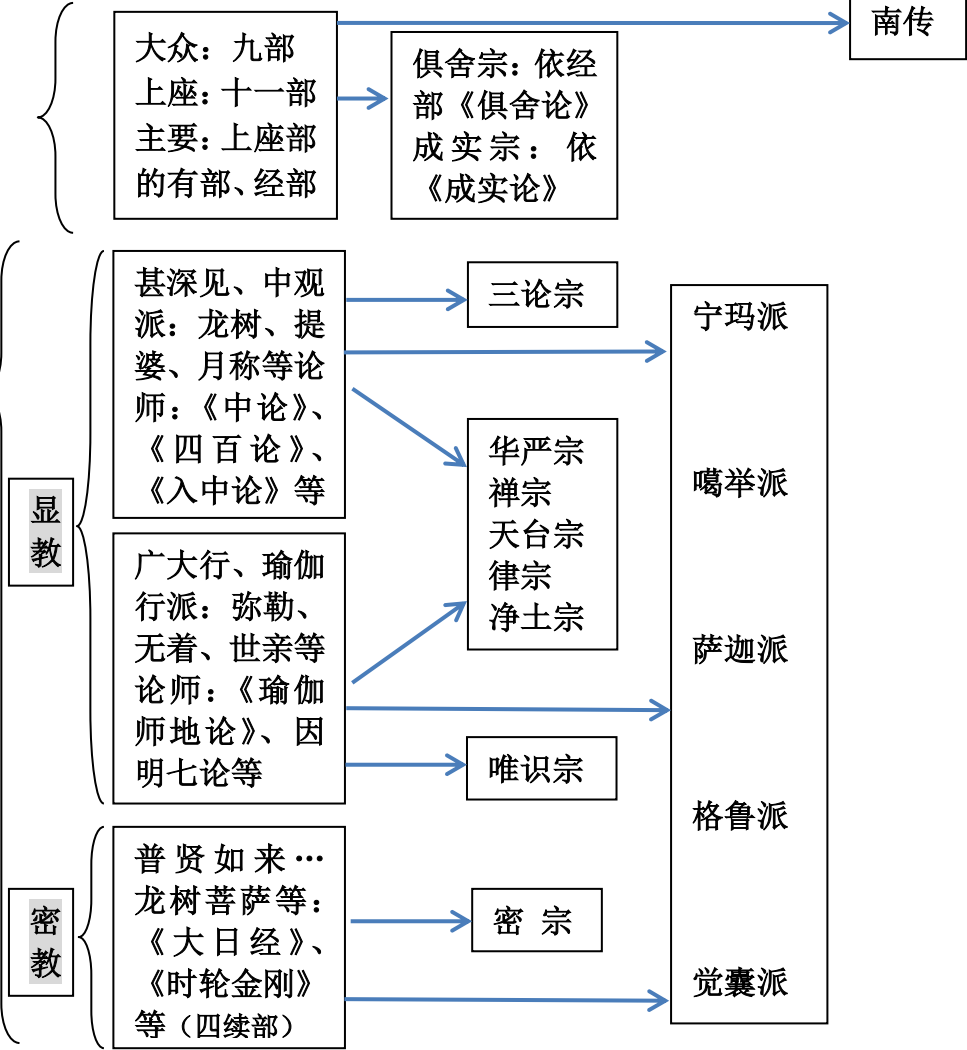 南传
大众：九部
上座：十一部
主要：上座部
的有部、经部
俱舍宗：依经
部《俱舍论》
成实宗：依
《成实论》
显
教
甚深见、中观
派：龙树、提
婆、月称等论
师：《中论》、
《四百论》、
《入中论》等
三论宗
华严宗
禅宗
天台宗
律宗
净土宗
广大行、瑜伽
行派：弥勒、
无着、世亲等
论师：《瑜伽
师地论》、因
明七论等
唯识宗
密
教
普贤如来…
龙树菩萨等：
《大日经》、
《时轮金刚》
等（四续部）
密 宗
宁玛派
噶举派
萨迦派
格鲁派
觉囊派